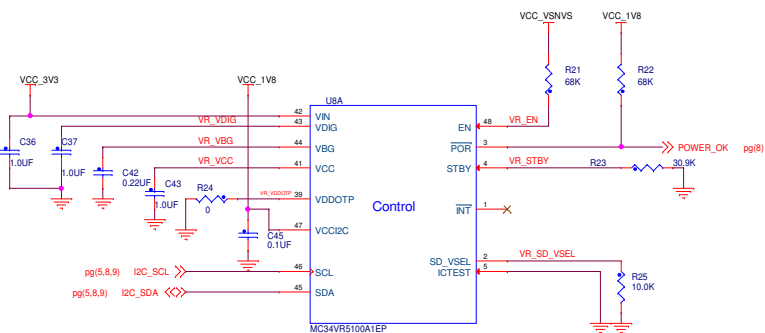 VCC_VSNVS
VCC_1V8
VCC_3V3
VCC_1V8
R21
68K
R22
68K
U8A
C36
1.0UF
C37
1.0UF
VR_VDIG
VR_VBG
C42
0.22UF
VR_VCC
C43
1.0UF
R24
0
VR_VDDOTP
C45
0.1UF
pg(5,8,9) I2C_SCL
pg(5,8,9) I2C_SDA
42 VIN
43 VDIG
44 VBG
41 VCC
39 VDDOTP
47 VCCI2C
46 SCL
45 SDA
Control
EN 48 VR_EN
POR 3
POWER_OK pg(8)
STBY 4 VR_STBY
R23 30.9K
INT 1
SD_VSEL 2 VR_SD_VSEL
ICTEST 5
R25
10.0K
MC34VR5100A1EP